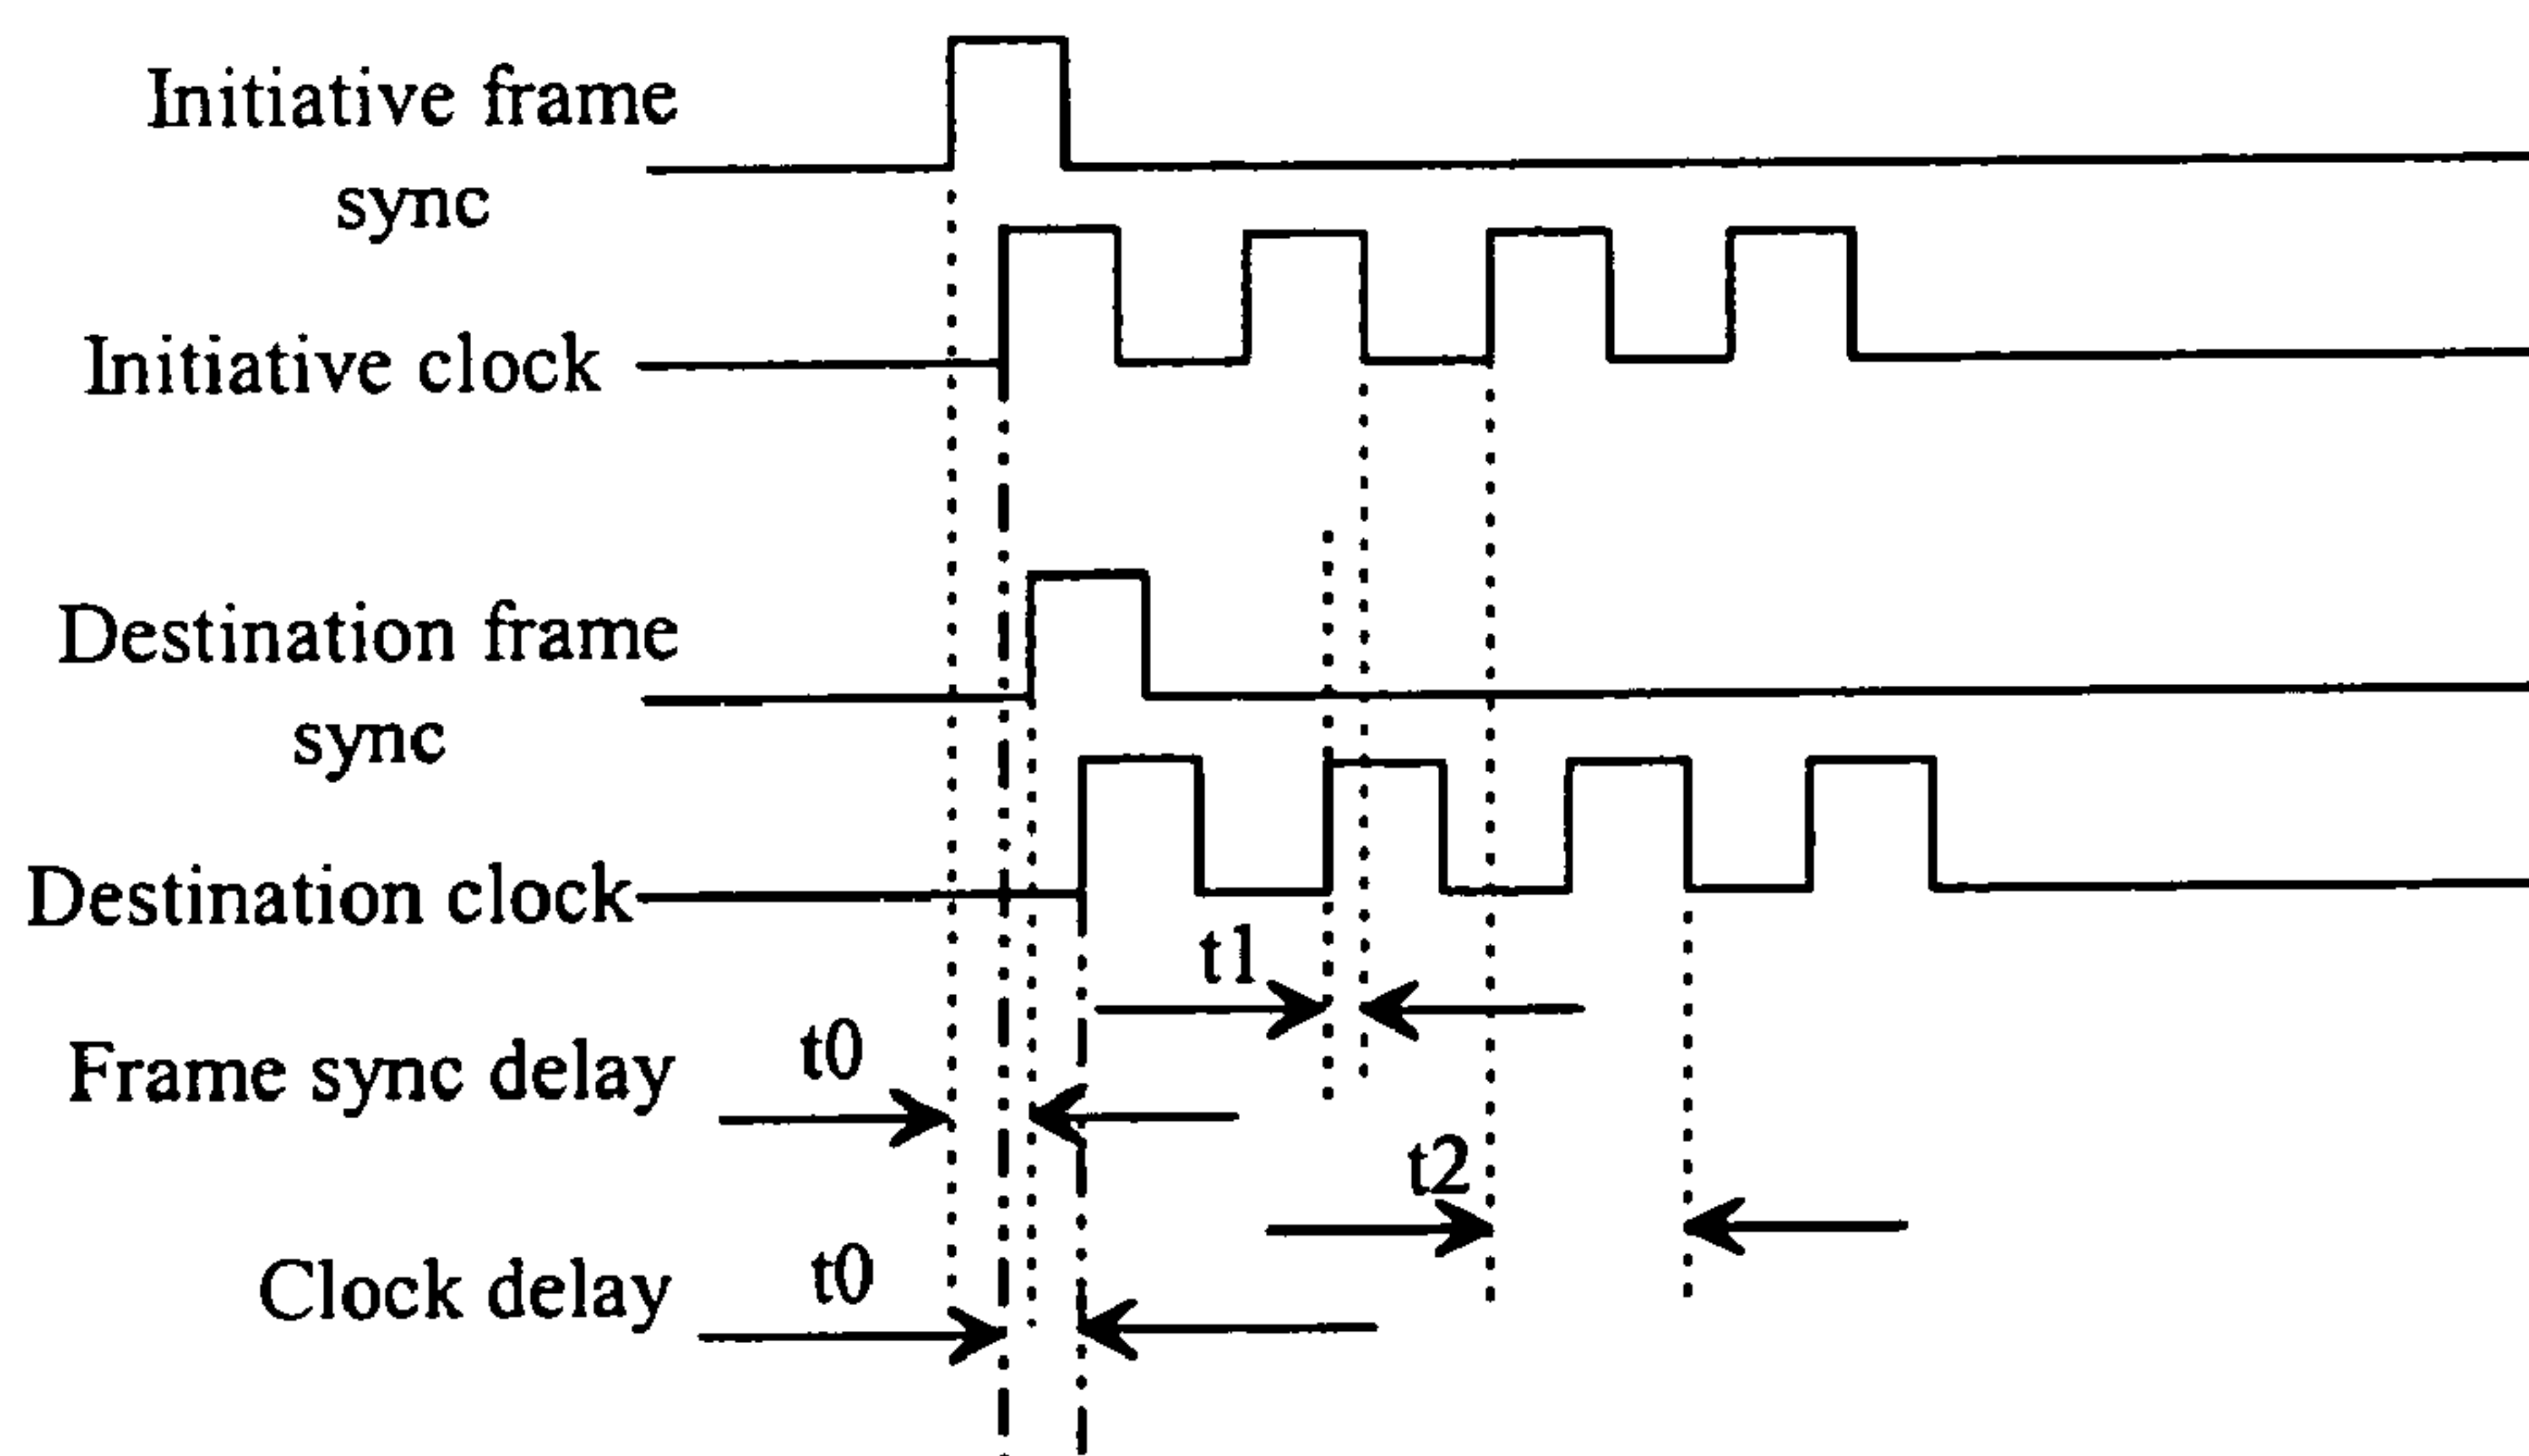 Initiative frame
sync
Initiative clock
Destination frame
sync
Destination clock
t1
Frame sync delay
t0
t2
Clock delay
t0